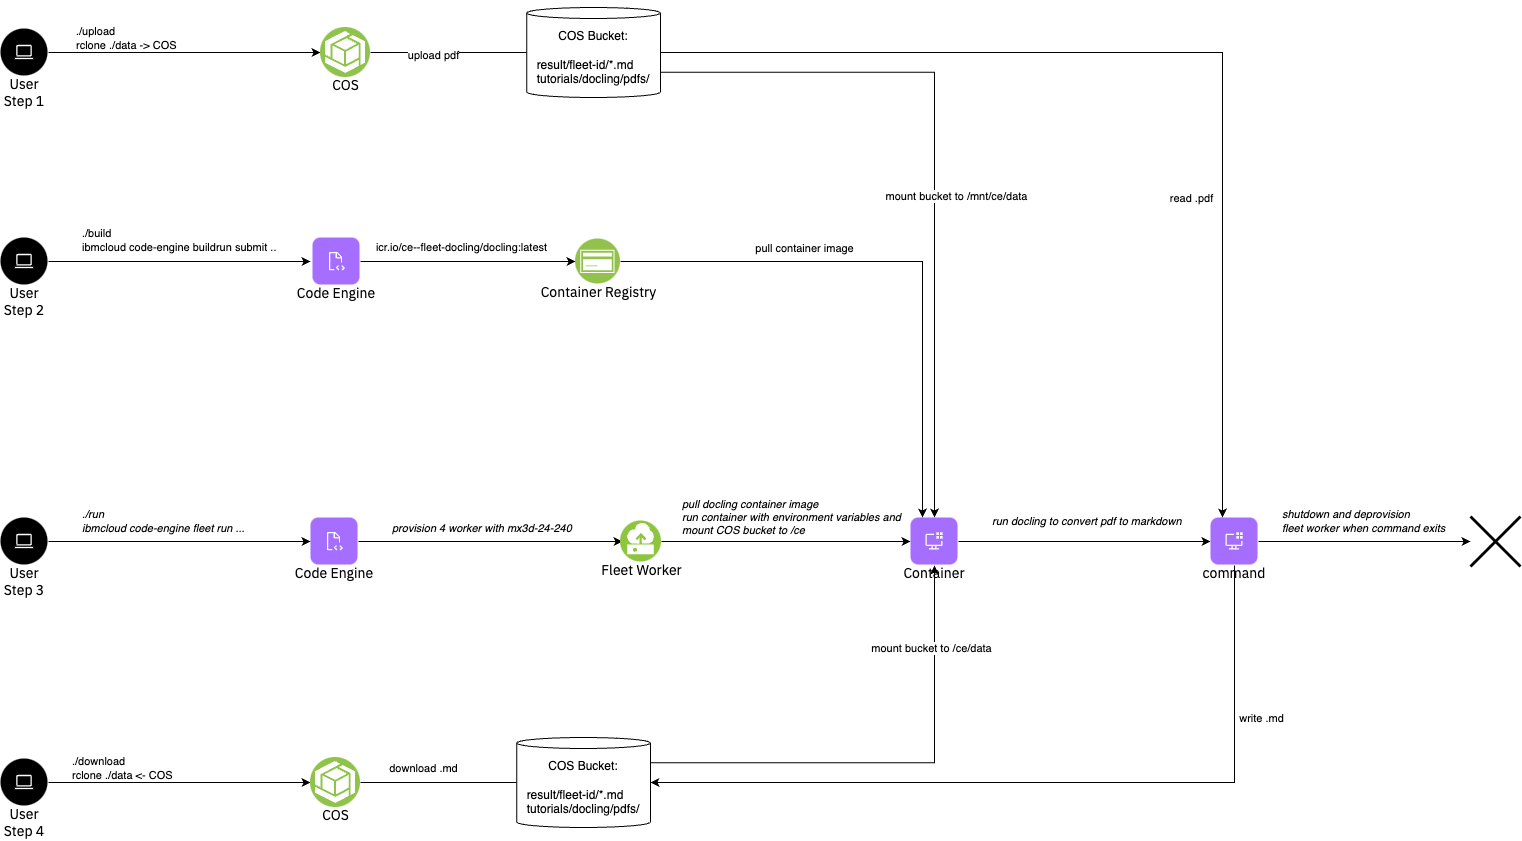 ./upload
rclone ./data -> COS
User
Step 1
COS
upload pdf
COS Bucket:
result/fleet-id/*.md
tutorials/docling/pdfs/
mount bucket to /mnt/ce/data
read .pdf
./build
ibmcloud code-engine buildrun submit ..
User
Step 2
Code Engine
icr.io/ce--fleet-docling/docling:latest
Container Registry
pull container image
./run
ibmcloud code-engine fleet run ...
User
Step 3
Code Engine
provision 4 worker with mx3d-24-240
Fleet Worker
pull docling container image
run container with environment variables and
mount COS bucket to /ce
Container
run docling to convert pdf to markdown
command
shutdown and deprovision
fleet worker when command exits
mount bucket to /ce/data
write .md
./download
rclone ./data <- COS
User
Step 4
COS
download .md
COS Bucket:
result/fleet-id/*.md
tutorials/docling/pdfs/